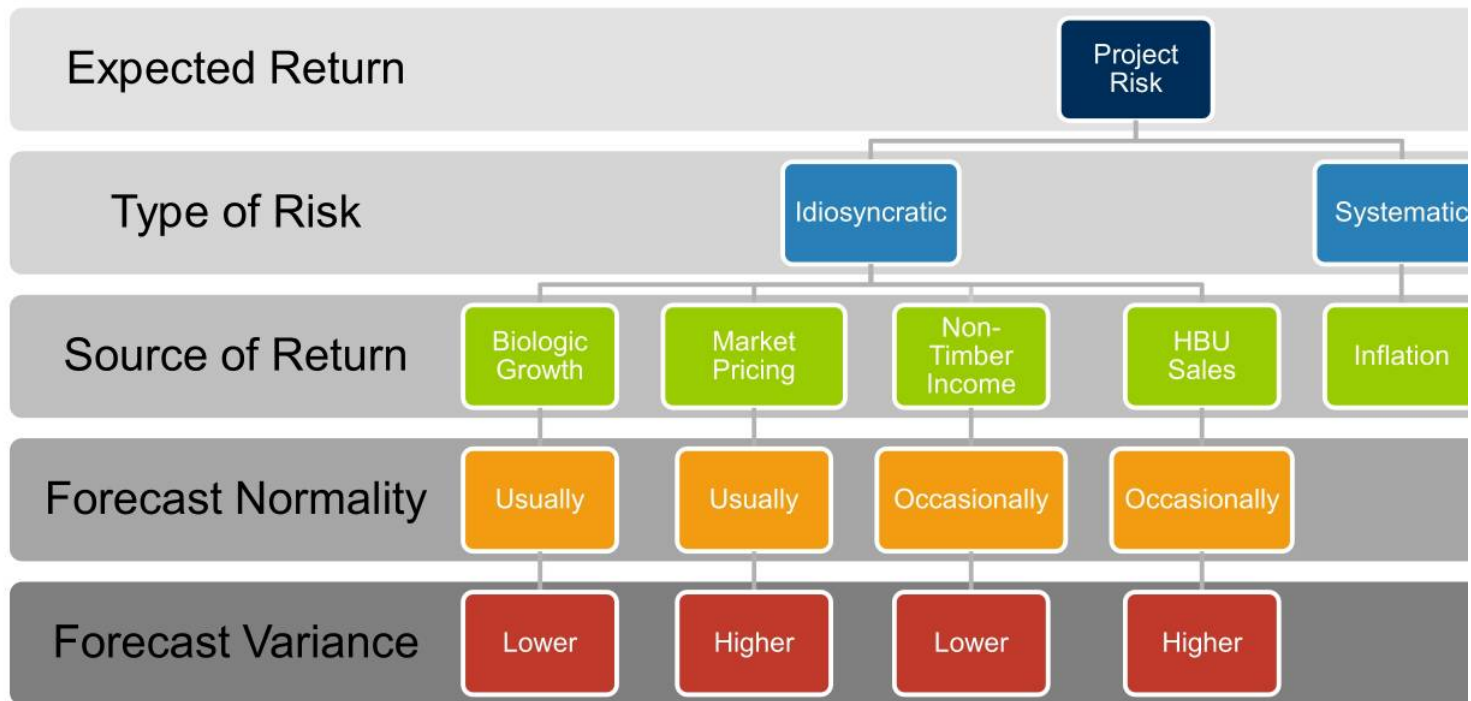 Expected Return
Project
Risk
Type of Risk
Idiosyncratic
Systematic
Source of Return
Biologic
Growth
Market
Pricing
Non-
Timber
Income
HBU
Sales
Inflation
Forecast Normality
Usually
Usually
Occasionally
Occasionally
Forecast Variance
Lower
Higher
Lower
Higher